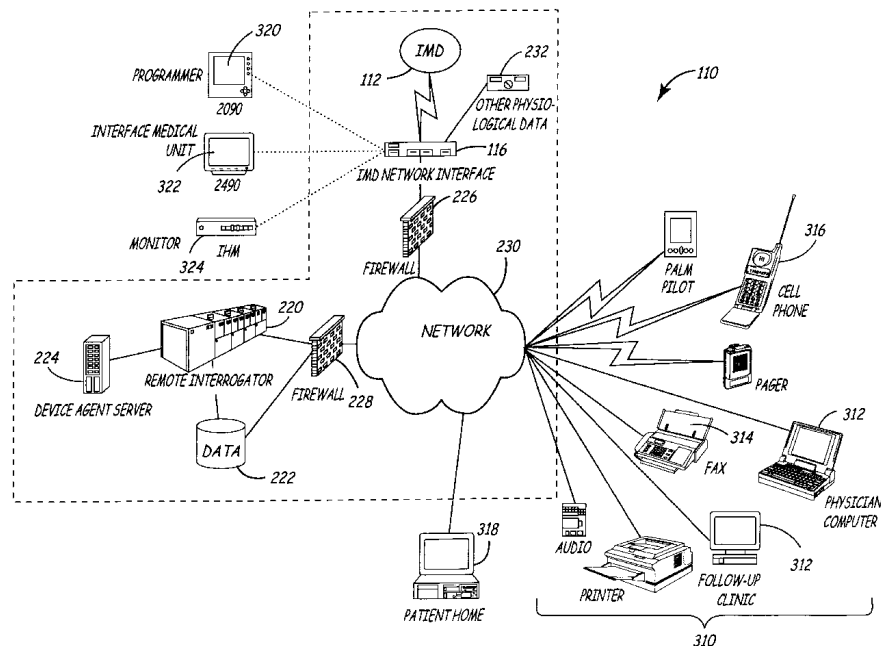 320
PROGRAMMER
2090
IMD
112
232
OTHER PHYSIO-
LOGICAL DATA
110
INTERFACE MEDICAL
UNIT
322
2490
116
IMD NETWORK INTERFACE
226
MONITOR
324
IHM
FIREWALL
230
NETWORK
PALM
PILOT
316
CELL
PHONE
220
224
REMOTE INTERROGATOR
DEVICE AGENT SERVER
FIREWALL
228
PAGER
312
314
FAX
DATA
222
PHYSICIAN
COMPUTER
318
AUDIO
312
PATIENT HOME
PRINTER
FOLLOW-UP
CLINIC
310